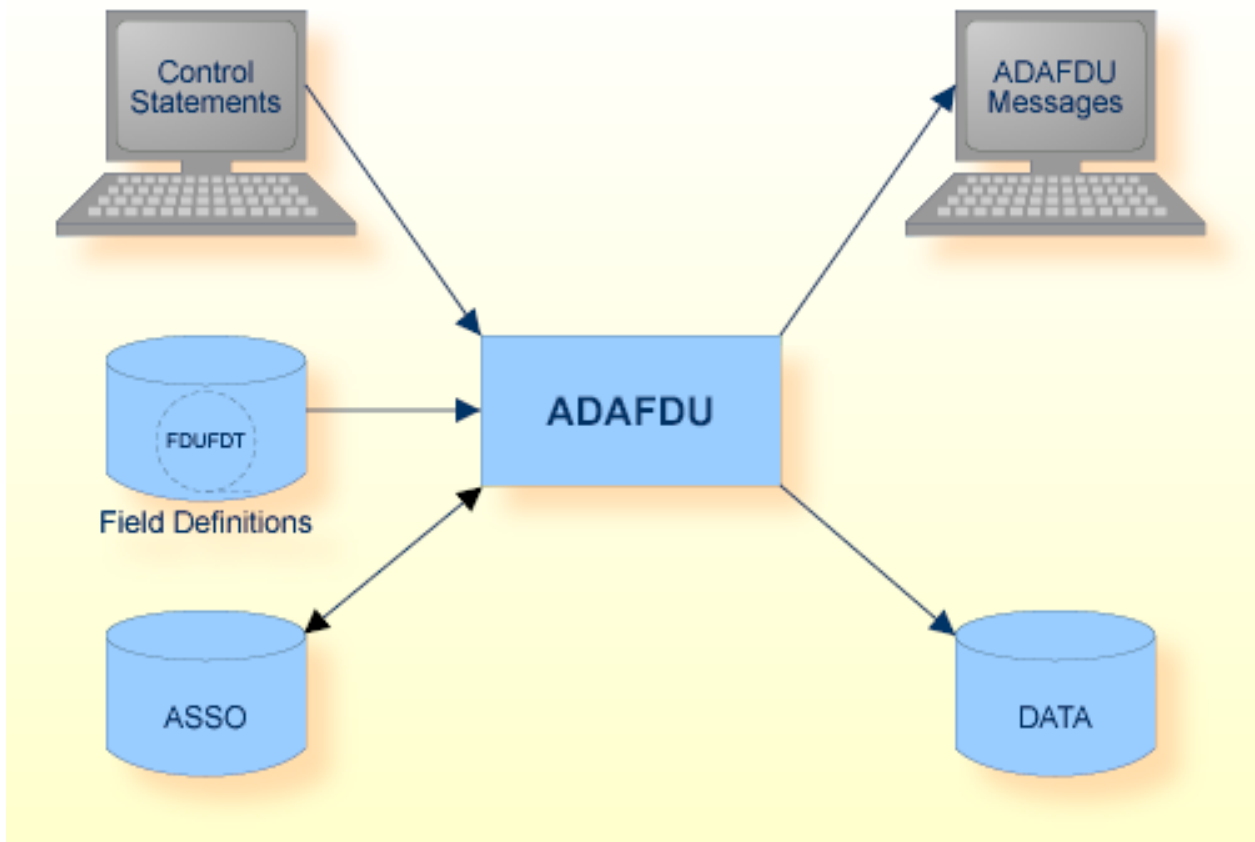 Control
Statements
ADAFDU
Messages
FDUFDT
ADAFDU
Field Definitions
ASSO
DATA